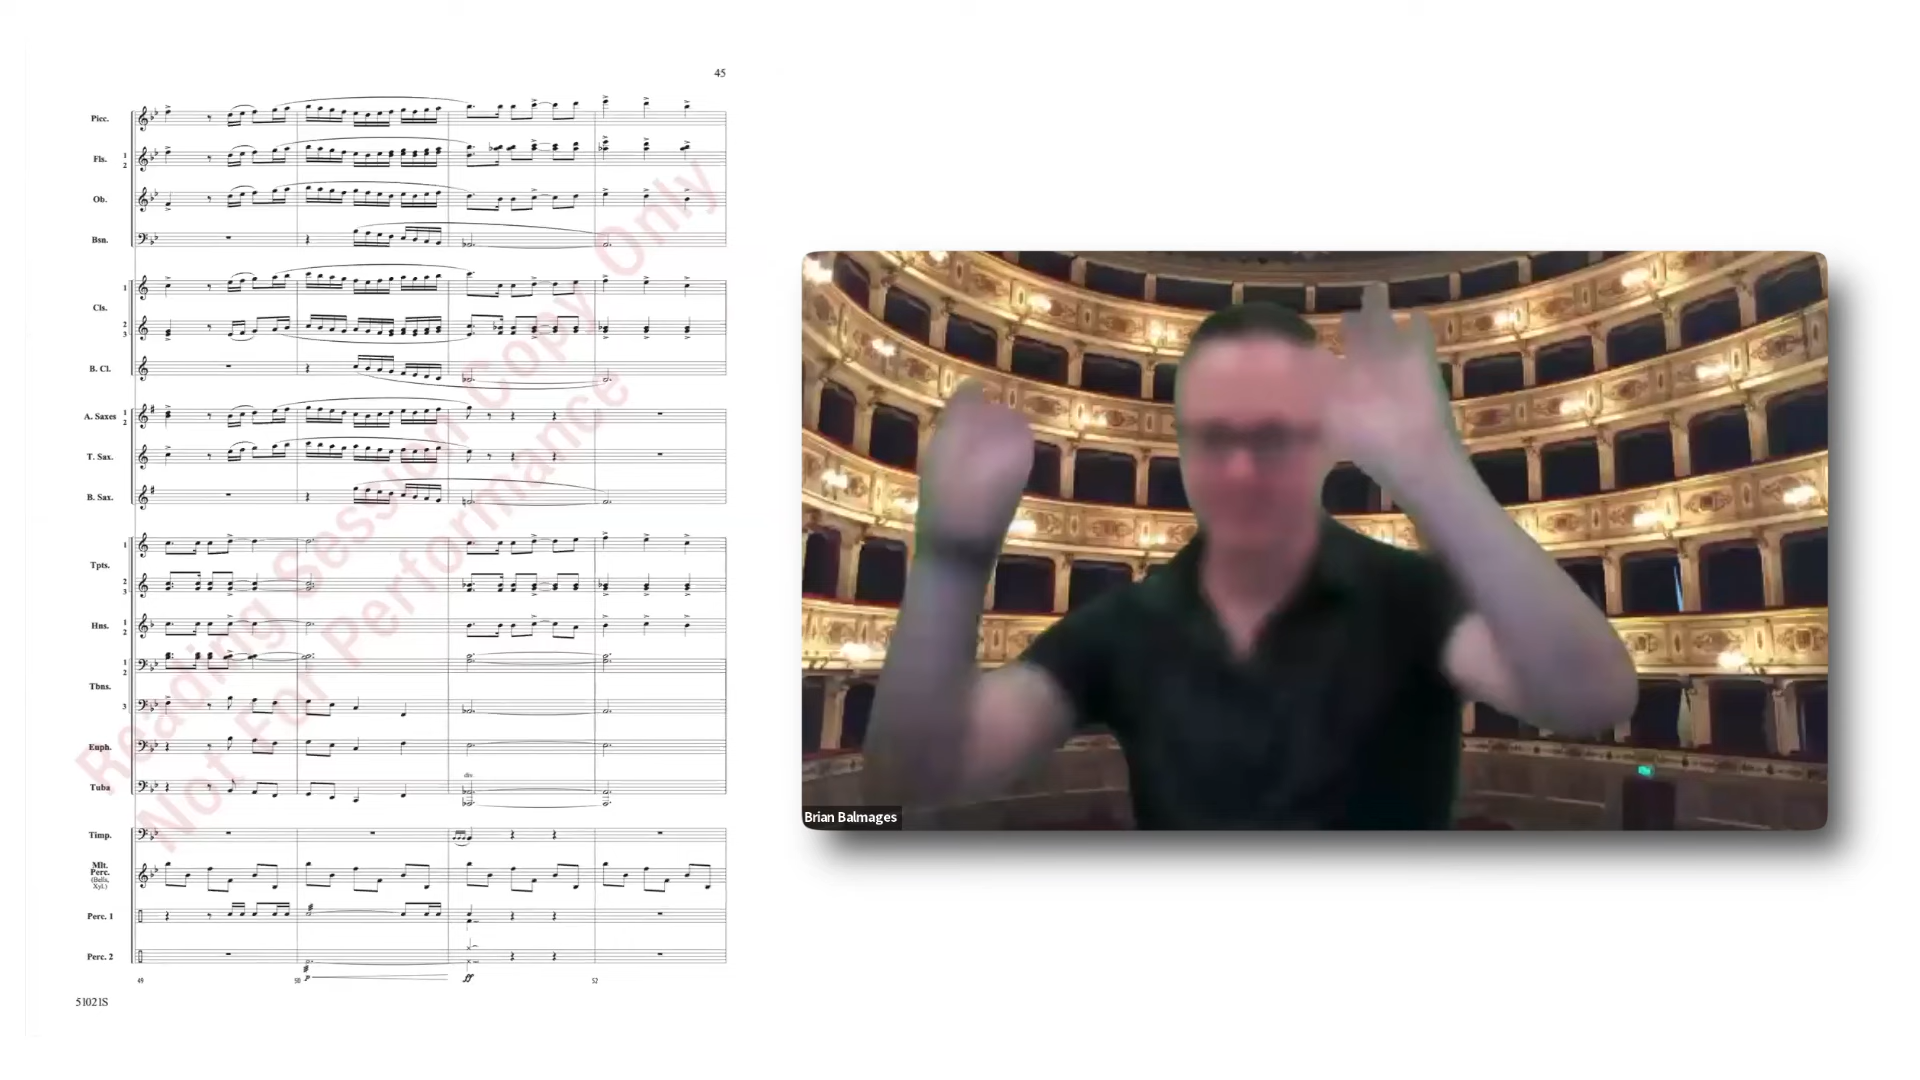 45
Picc.
Fls. 1 2
Ob.
Bsn.
1
Cls.
2 3
B. Cl.
A. Saxes 1 2
T. Sax.
B. Sax.
1
Tpts.
2 3
Hns. 1 2
1 2
Tbns.
3
Euph.
div.
Tuba
Timp.
Mlt.
Perc.
(Bells,
Xyl.)
Perc. 1
Perc. 2
p ff
49 50 52
51021S
Reading Session Copy Only
Not For Performance
Brian Balmages